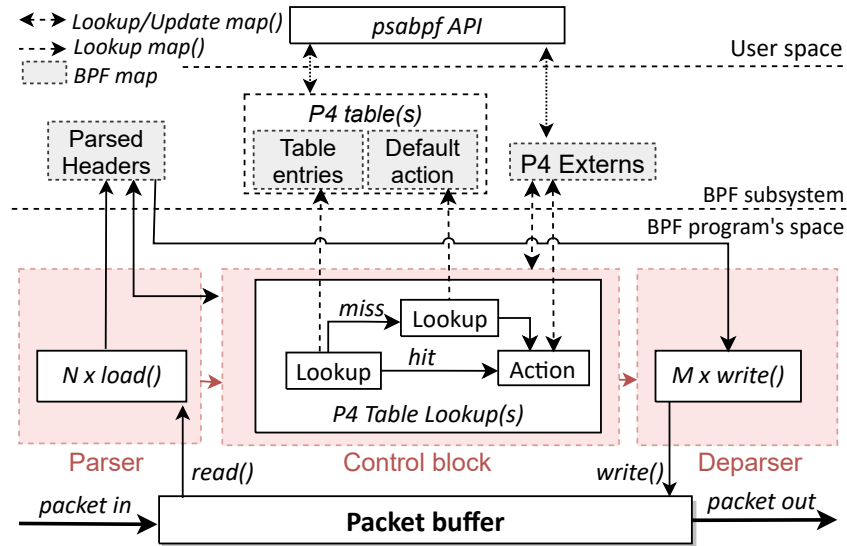 Lookup/Update map()
Lookup map()
BPF map
psabpf API
User space
P4 table(s)
Parsed
Headers
Table
entries
Default
action
P4 Externs
BPF subsystem
BPF program's space
miss
Lookup
hit
Lookup
Action
N x load()
M x write()
P4 Table Lookup(s)
Parser
Control block
Deparser
read()
write()
packet in
packet out
Packet buffer